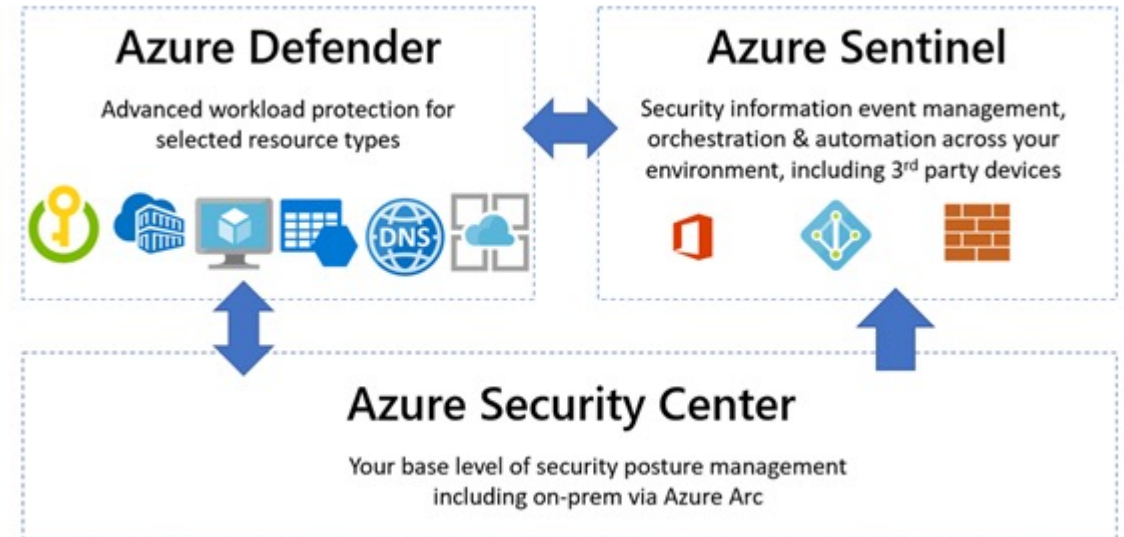 Azure Defender
Advanced workload protection for
selected resource types
DNS
Azure Sentinel
Security information event management,
orchestration & automation across your
environment, including 3rd party devices
Azure Security Center
Your base level of security posture management
including on-prem via Azure Arc